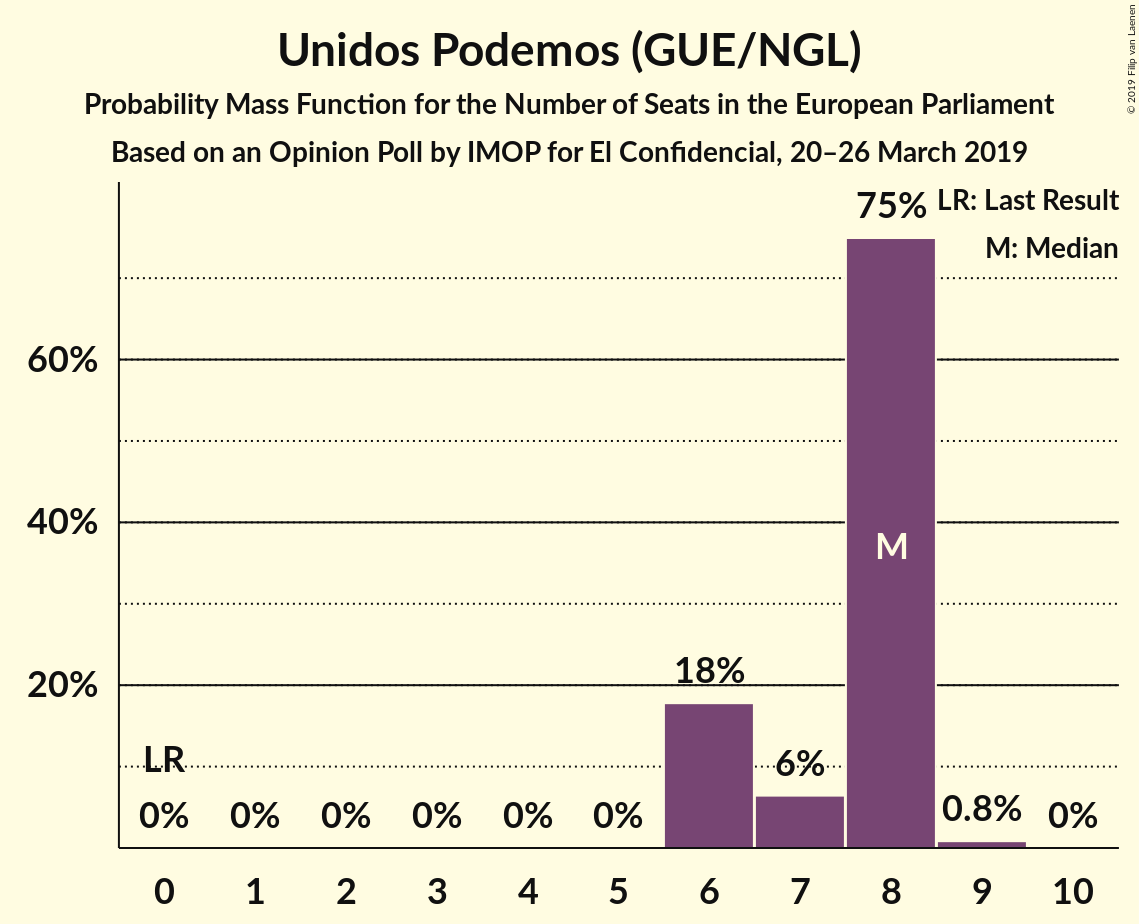 Unidos Podemos (GUE/NGL)
Probability Mass Function for the Number of Seats in the European Parliament
Based on an Opinion Poll by IMOP for El Confidencial, 20–26 March 2019
© 2019 Filip van Laenen
75% LR: Last Result
M: Median
60%
40%
M
20%
18%
LR
6%
0% 0% 0% 0% 0% 0% 0.8% 0%
0 1 2 3 4 5 6 7 8 9 10